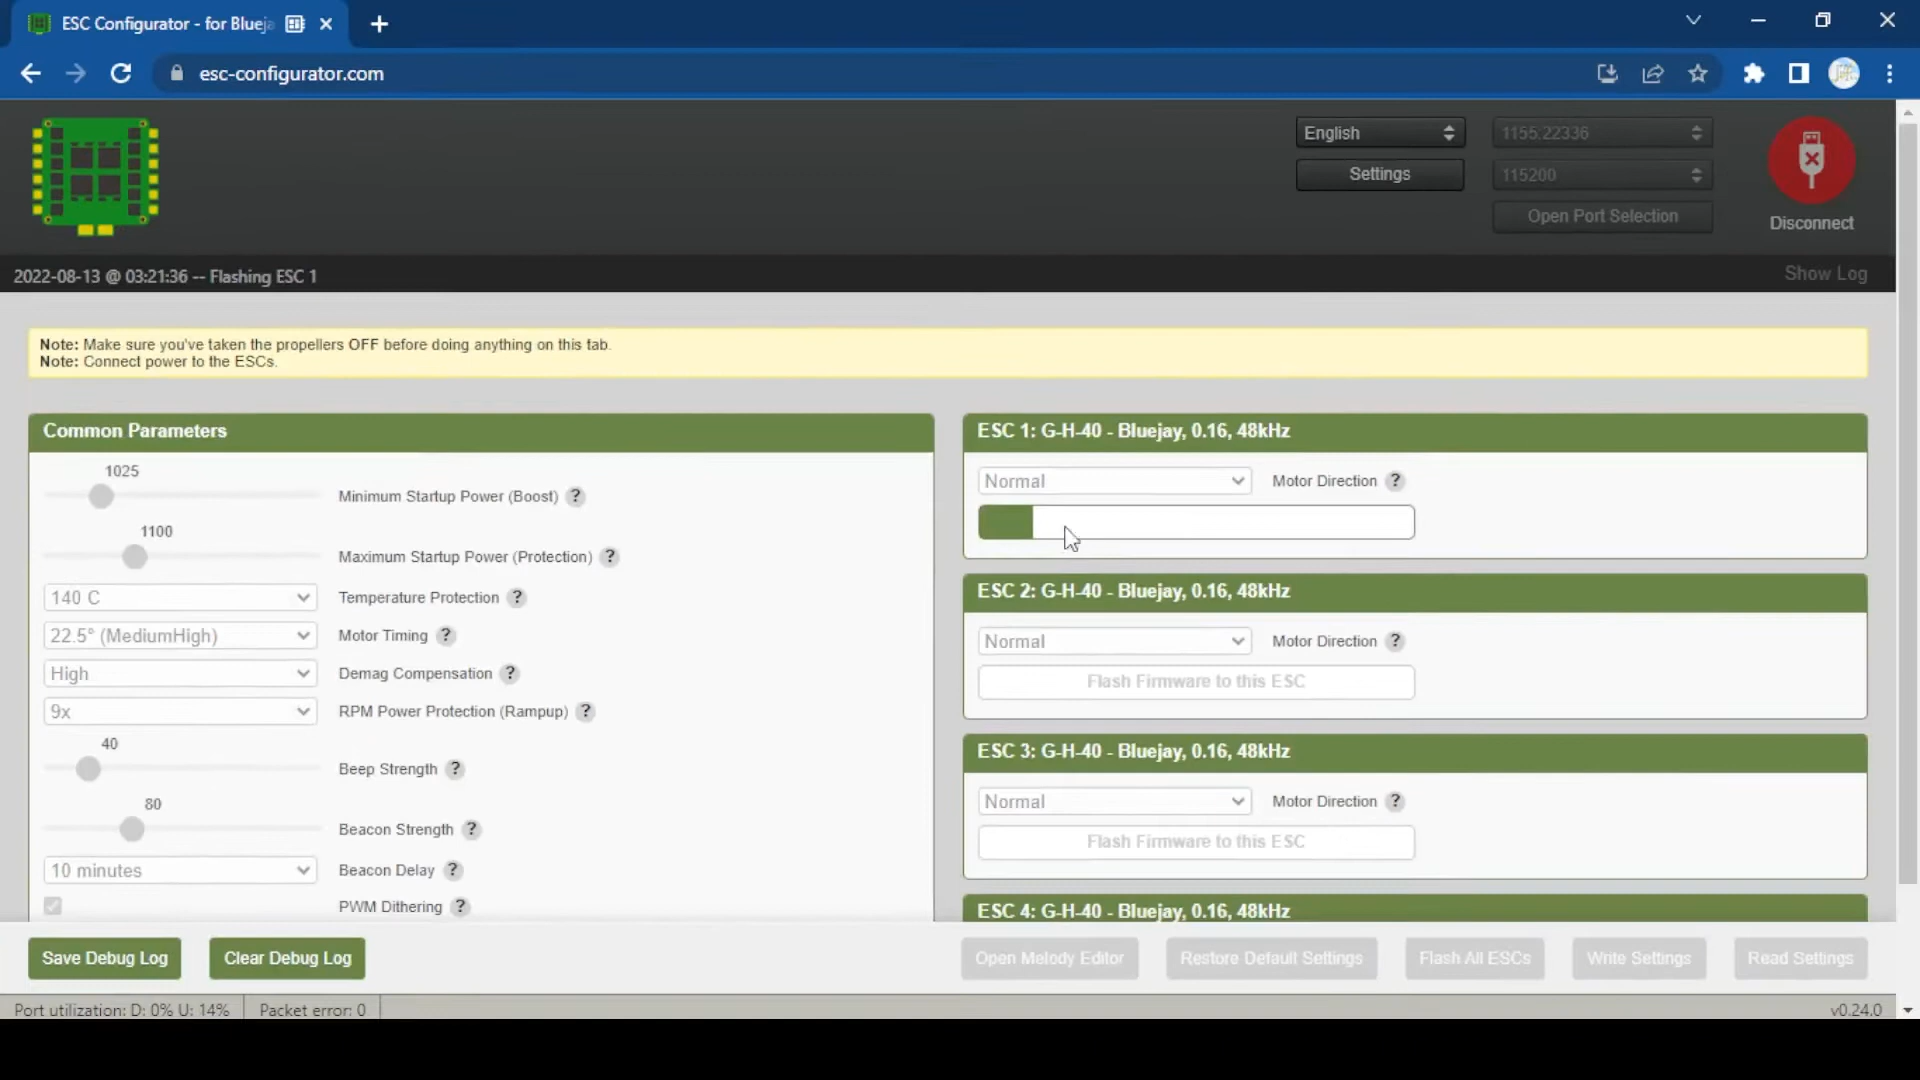 ESC Configurator - for Blueja
esc-configurator.com
English
1155:22336
Settings
115200
Open Port Selection
Disconnect
2022-08-13 @ 03:21:36 -- Flashing ESC 1
Show Log
Note: Make sure you've taken the propellers OFF before doing anything on this tab.
Note: Connect power to the ESCs.
Common Parameters
1025
Minimum Startup Power (Boost) ?
1100
Maximum Startup Power (Protection) ?
140 C
Temperature Protection ?
22.5° (MediumHigh)
Motor Timing ?
High
Demag Compensation ?
9x
RPM Power Protection (Rampup) ?
40
Beep Strength ?
80
Beacon Strength ?
10 minutes
Beacon Delay ?
PWM Dithering ?
ESC 1: G-H-40 - Bluejay, 0.16, 48kHz
Normal
Motor Direction ?
ESC 2: G-H-40 - Bluejay, 0.16, 48kHz
Normal
Motor Direction ?
Flash Firmware to this ESC
ESC 3: G-H-40 - Bluejay, 0.16, 48kHz
Normal
Motor Direction ?
Flash Firmware to this ESC
ESC 4: G-H-40 - Bluejay, 0.16, 48kHz
Save Debug Log
Clear Debug Log
Open Melody Editor
Restore Default Settings
Flash All ESCs
Write Settings
Read Settings
Port utilization: D: 0% U: 14%
Packet error: 0
v0.24.0